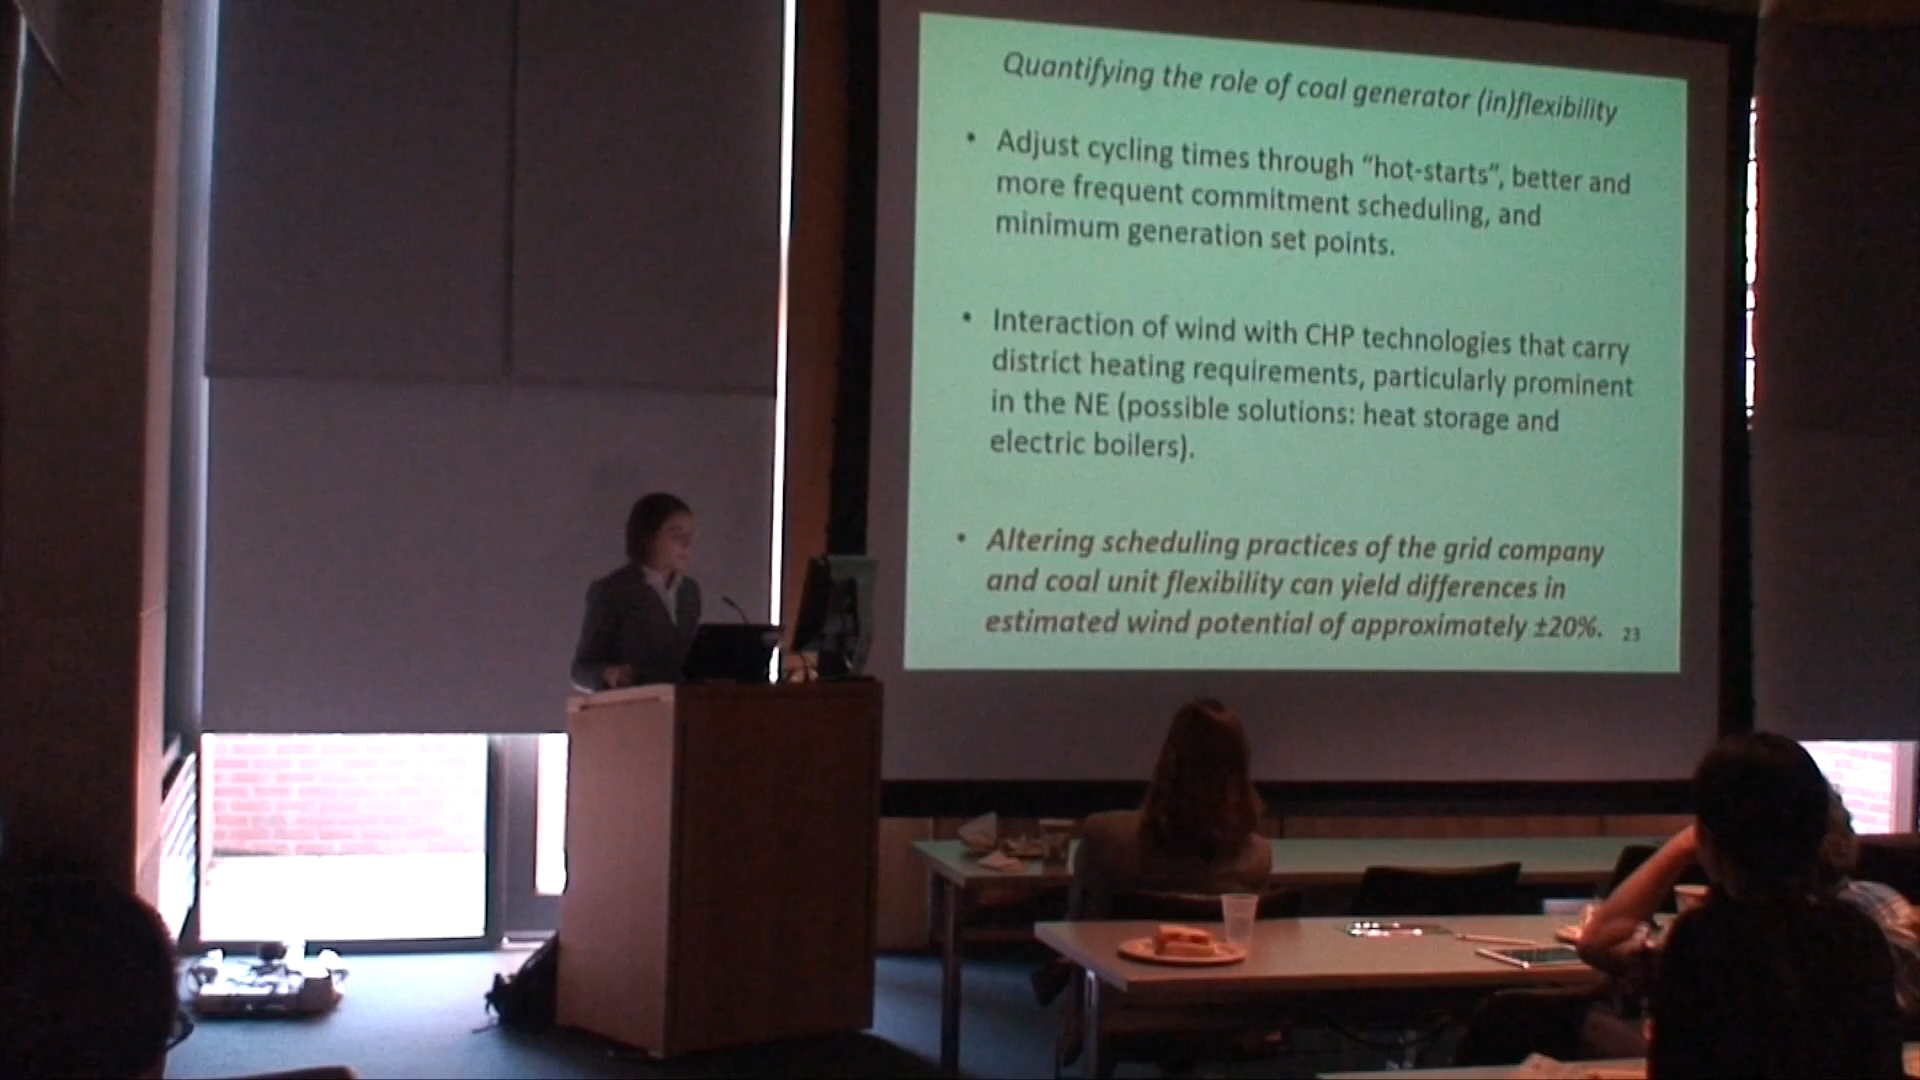 Quantifying the role of coal generator (in)flexibility
• Adjust cycling times through “hot-starts”, better and
more frequent commitment scheduling, and
minimum generation set points.
• Interaction of wind with CHP technologies that carry
district heating requirements, particularly prominent
in the NE (possible solutions: heat storage and
electric boilers).
• Altering scheduling practices of the grid company
and coal unit flexibility can yield differences in
estimated wind potential of approximately ±20%.
23